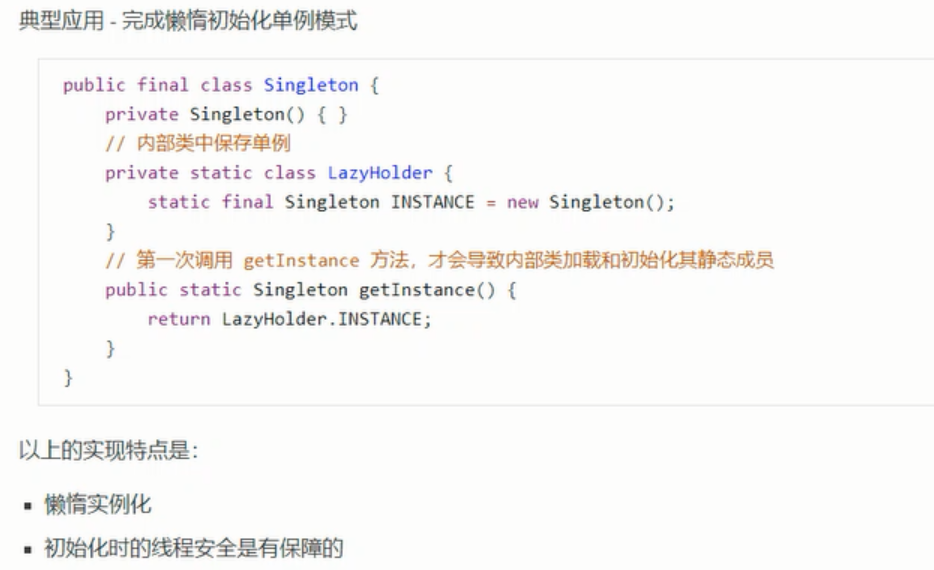 典型应用 - 完成懒惰初始化单例模式
public final class Singleton {
    private Singleton() { }
    // 内部类中保存单例
    private static class LazyHolder {
        static final Singleton INSTANCE = new Singleton();
    }
    // 第一次调用 getInstance 方法，才会导致内部类加载和初始化其静态成员
    public static Singleton getInstance() {
        return LazyHolder.INSTANCE;
    }
}
以上的实现特点是：
▪ 懒惰实例化
▪ 初始化时的线程安全是有保障的